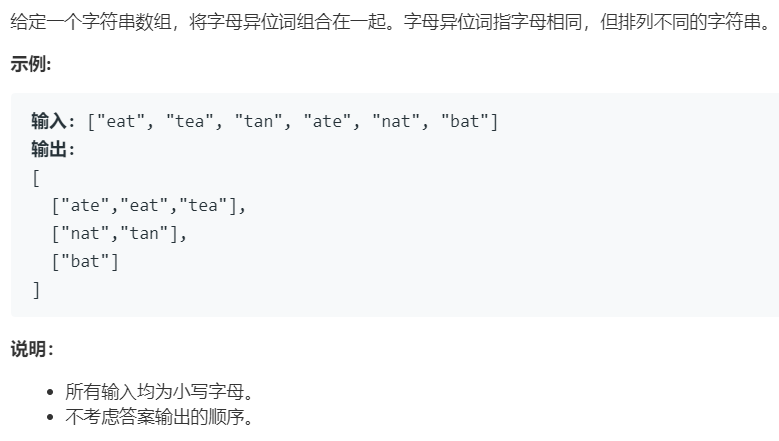 给定一个字符串数组，将字母异位词组合在一起。字母异位词指字母相同，但排列不同的字符串。
示例:
输入: ["eat", "tea", "tan", "ate", "nat", "bat"]
输出:
[
  ["ate","eat","tea"],
  ["nat","tan"],
  ["bat"]
]
说明：
• 所有输入均为小写字母。
• 不考虑答案输出的顺序。